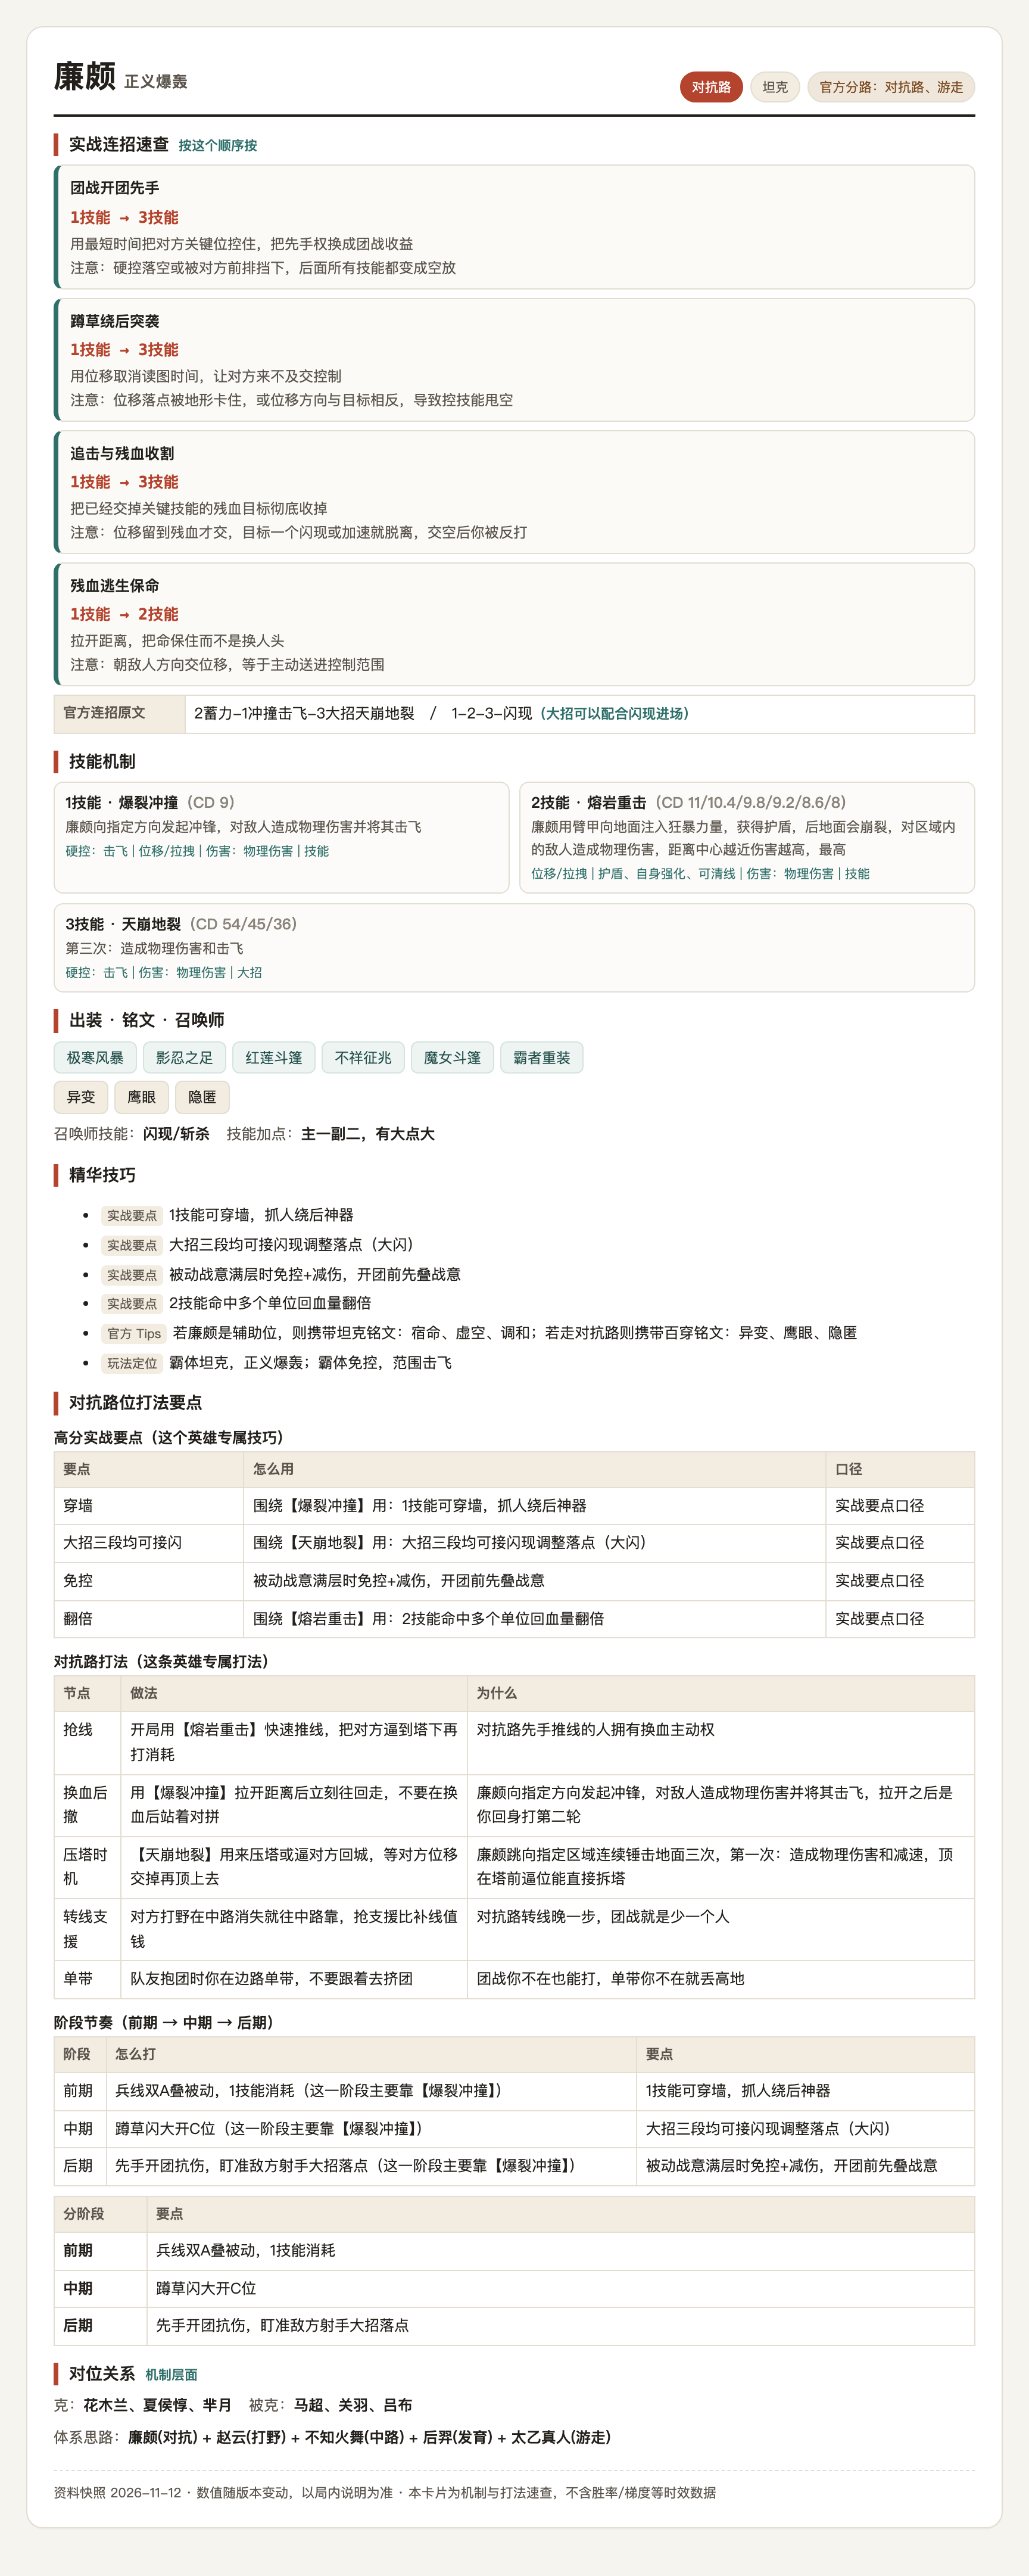 廉颇 正义爆轰
对抗路 坦克 官方分路：对抗路、游走
实战连招速查 按这个顺序按
团战开团先手
1技能 → 3技能
用最短时间把对方关键位控住，把先手权换成团战收益
注意：硬控落空或被对方前排挡下，后面所有技能都变成空放
蹲草绕后突袭
1技能 → 3技能
用位移取消读图时间，让对方来不及交控制
注意：位移落点被地形卡住，或位移方向与目标相反，导致控技能甩空
追击与残血收割
1技能 → 3技能
把已经交掉关键技能的残血目标彻底收掉
注意：位移留到残血才交，目标一个闪现或加速就脱离，交空后你被反打
残血逃生保命
1技能 → 2技能
拉开距离，把命保住而不是换人头
注意：朝敌人方向交位移，等于主动送进控制范围
官方连招原文 2蓄力-1冲撞击飞-3大招天崩地裂 / 1-2-3-闪现（大招可以配合闪现进场）
技能机制
1技能 · 爆裂冲撞（CD 9）
廉颇向指定方向发起冲锋，对敌人造成物理伤害并将其击飞
硬控：击飞 | 位移/拉拽 | 伤害：物理伤害 | 技能
2技能 · 熔岩重击（CD 11/10.4/9.8/9.2/8.6/8）
廉颇用臂甲向地面注入狂暴力量，获得护盾，后地面会崩裂，对区域内
的敌人造成物理伤害，距离中心越近伤害越高，最高
位移/拉拽 | 护盾、自身强化、可清线 | 伤害：物理伤害 | 技能
3技能 · 天崩地裂（CD 54/45/36）
第三次：造成物理伤害和击飞
硬控：击飞 | 伤害：物理伤害 | 大招
出装 · 铭文 · 召唤师
极寒风暴 影忍之足 红莲斗篷 不祥征兆 魔女斗篷 霸者重装
异变 鹰眼 隐匿
召唤师技能：闪现/斩杀 技能加点：主一副二，有大点大
精华技巧
• 实战要点 1技能可穿墙，抓人绕后神器
• 实战要点 大招三段均可接闪现调整落点（大闪）
• 实战要点 被动战意满层时免控+减伤，开团前先叠战意
• 实战要点 2技能命中多个单位回血量翻倍
• 官方 Tips 若廉颇是辅助位，则携带坦克铭文：宿命、虚空、调和；若走对抗路则携带百穿铭文：异变、鹰眼、隐匿
• 玩法定位 霸体坦克，正义爆轰；霸体免控，范围击飞
对抗路位打法要点
高分实战要点（这个英雄专属技巧）
要点 怎么用 口径
穿墙 围绕【爆裂冲撞】用：1技能可穿墙，抓人绕后神器 实战要点口径
大招三段均可接闪 围绕【天崩地裂】用：大招三段均可接闪现调整落点（大闪） 实战要点口径
免控 被动战意满层时免控+减伤，开团前先叠战意 实战要点口径
翻倍 围绕【熔岩重击】用：2技能命中多个单位回血量翻倍 实战要点口径
对抗路打法（这条英雄专属打法）
节点 做法 为什么
抢线 开局用【熔岩重击】快速推线，把对方逼到塔下再
打消耗 对抗路先手推线的人拥有换血主动权
换血后
撤 用【爆裂冲撞】拉开距离后立刻往回走，不要在换
血后站着对拼 廉颇向指定方向发起冲锋，对敌人造成物理伤害并将其击飞，拉开之后是
你回身打第二轮
压塔时
机 【天崩地裂】用来压塔或逼对方回城，等对方位移
交掉再顶上去 廉颇跳向指定区域连续锤击地面三次，第一次：造成物理伤害和减速，顶
在塔前逼位能直接拆塔
转线支
援 对方打野在中路消失就往中路靠，抢支援比补线值
钱 对抗路转线晚一步，团战就是少一个人
单带 队友抱团时你在边路单带，不要跟着去挤团 团战你不在也能打，单带你不在就丢高地
阶段节奏（前期 → 中期 → 后期）
阶段 怎么打 要点
前期 兵线双A叠被动，1技能消耗（这一阶段主要靠【爆裂冲撞】） 1技能可穿墙，抓人绕后神器
中期 蹲草闪大开C位（这一阶段主要靠【爆裂冲撞】） 大招三段均可接闪现调整落点（大闪）
后期 先手开团抗伤，盯准敌方射手大招落点（这一阶段主要靠【爆裂冲撞】） 被动战意满层时免控+减伤，开团前先叠战意
分阶段 要点
前期 兵线双A叠被动，1技能消耗
中期 蹲草闪大开C位
后期 先手开团抗伤，盯准敌方射手大招落点
对位关系 机制层面
克：花木兰、夏侯惇、芈月 被克：马超、关羽、吕布
体系思路：廉颇(对抗) + 赵云(打野) + 不知火舞(中路) + 后羿(发育) + 太乙真人(游走)
资料快照 2026-11-12 · 数值随版本变动，以局内说明为准 · 本卡片为机制与打法速查，不含胜率/梯度等时效数据